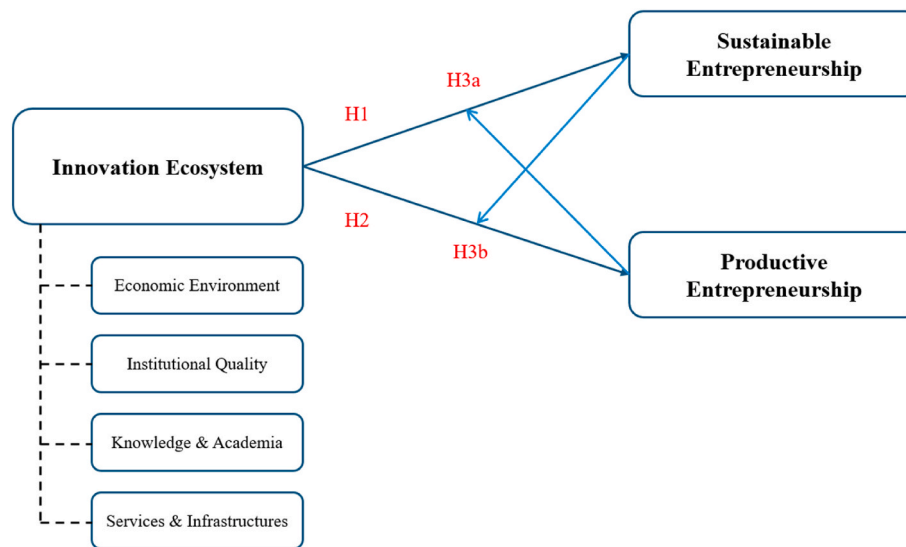 Sustainable
Entrepreneurship
H3a
H1
Innovation Ecosystem
H2
H3b
Productive
Entrepreneurship
Economic Environment
Institutional Quality
Knowledge & Academia
Services & Infrastructures